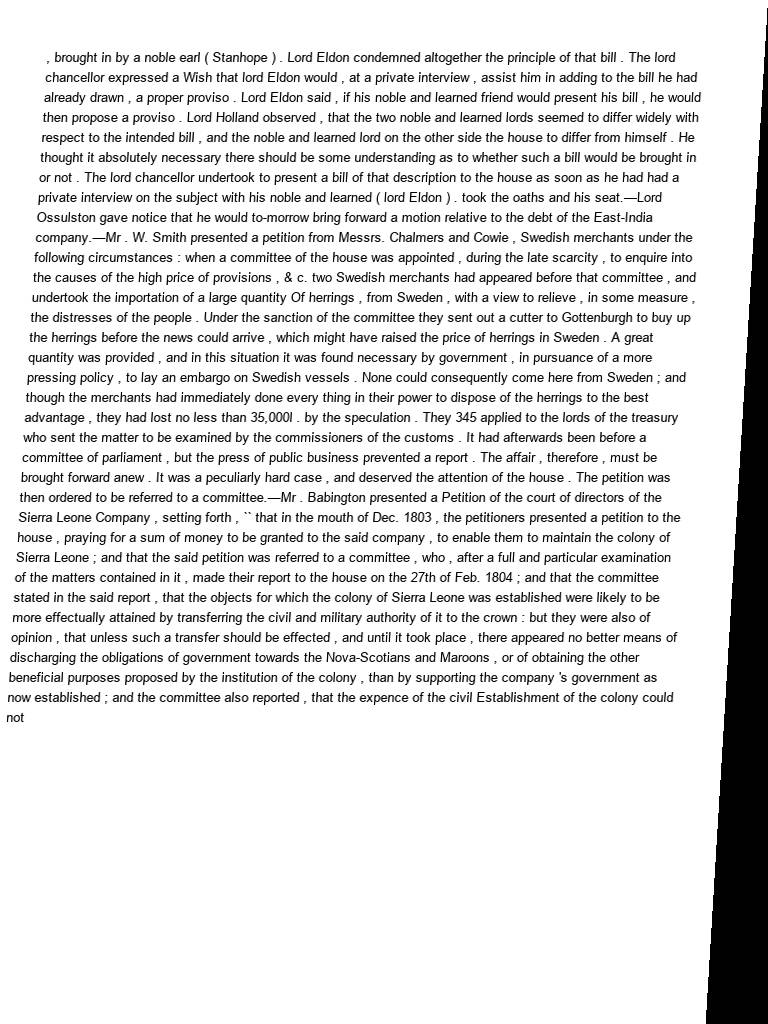 , brought in by a noble earl ( Stanhope ) . Lord Eldon condemned altogether the principle of that bill . The lord
chancellor expressed a Wish that lord Eldon would , at a private interview , assist him in adding to the bill he had
already drawn , a proper proviso . Lord Eldon said , if his noble and learned friend would present his bill , he would
then propose a proviso . Lord Holland observed , that the two noble and learned lords seemed to differ widely with
respect to the intended bill , and the noble and learned lord on the other side the house to differ from himself . He
thought it absolutely necessary there should be some understanding as to whether such a bill would be brought in
or not . The lord chancellor undertook to present a bill of that description to the house as soon as he had had a
private interview on the subject with his noble and learned ( lord Eldon ) . took the oaths and his seat.—Lord
Ossulston gave notice that he would to-morrow bring forward a motion relative to the debt of the East-India
company.—Mr . W. Smith presented a petition from Messrs. Chalmers and Cowie , Swedish merchants under the
following circumstances : when a committee of the house was appointed , during the late scarcity , to enquire into
the causes of the high price of provisions , & c. two Swedish merchants had appeared before that committee , and
undertook the importation of a large quantity Of herrings , from Sweden , with a view to relieve , in some measure ,
the distresses of the people . Under the sanction of the committee they sent out a cutter to Gottenburgh to buy up
the herrings before the news could arrive , which might have raised the price of herrings in Sweden . A great
quantity was provided , and in this situation it was found necessary by government , in pursuance of a more
pressing policy , to lay an embargo on Swedish vessels . None could consequently come here from Sweden ; and
though the merchants had immediately done every thing in their power to dispose of the herrings to the best
advantage , they had lost no less than 35,000l . by the speculation . They 345 applied to the lords of the treasury
who sent the matter to be examined by the commissioners of the customs . It had afterwards been before a
committee of parliament , but the press of public business prevented a report . The affair , therefore , must be
brought forward anew . It was a peculiarly hard case , and deserved the attention of the house . The petition was
then ordered to be referred to a committee.—Mr . Babington presented a Petition of the court of directors of the
Sierra Leone Company , setting forth , `` that in the mouth of Dec. 1803 , the petitioners presented a petition to the
house , praying for a sum of money to be granted to the said company , to enable them to maintain the colony of
Sierra Leone ; and that the said petition was referred to a committee , who , after a full and particular examination
of the matters contained in it , made their report to the house on the 27th of Feb. 1804 ; and that the committee
stated in the said report , that the objects for which the colony of Sierra Leone was established were likely to be
more effectually attained by transferring the civil and military authority of it to the crown : but they were also of
opinion , that unless such a transfer should be effected , and until it took place , there appeared no better means of
discharging the obligations of government towards the Nova-Scotians and Maroons , or of obtaining the other
beneficial purposes proposed by the institution of the colony , than by supporting the company 's government as
now established ; and the committee also reported , that the expence of the civil Establishment of the colony could
not